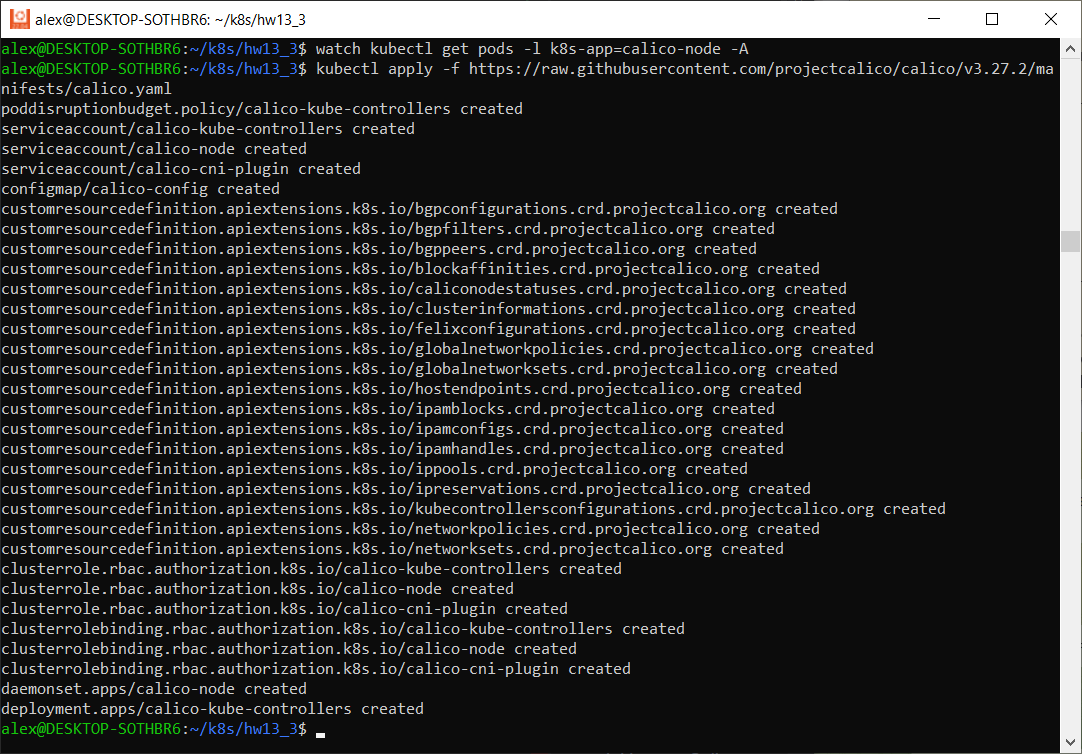 alex@DESKTOP-SOTHBR6: ~/k8s/hw13_3
alex@DESKTOP-SOTHBR6:~/k8s/hw13_3$ watch kubectl get pods -l k8s-app=calico-node -A
alex@DESKTOP-SOTHBR6:~/k8s/hw13_3$ kubectl apply -f https://raw.githubusercontent.com/projectcalico/calico/v3.27.2/ma
nifests/calico.yaml
poddisruptionbudget.policy/calico-kube-controllers created
serviceaccount/calico-kube-controllers created
serviceaccount/calico-node created
serviceaccount/calico-cni-plugin created
configmap/calico-config created
customresourcedefinition.apiextensions.k8s.io/bgpconfigurations.crd.projectcalico.org created
customresourcedefinition.apiextensions.k8s.io/bgpfilters.crd.projectcalico.org created
customresourcedefinition.apiextensions.k8s.io/bgppeers.crd.projectcalico.org created
customresourcedefinition.apiextensions.k8s.io/blockaffinities.crd.projectcalico.org created
customresourcedefinition.apiextensions.k8s.io/caliconodestatuses.crd.projectcalico.org created
customresourcedefinition.apiextensions.k8s.io/clusterinformations.crd.projectcalico.org created
customresourcedefinition.apiextensions.k8s.io/felixconfigurations.crd.projectcalico.org created
customresourcedefinition.apiextensions.k8s.io/globalnetworkpolicies.crd.projectcalico.org created
customresourcedefinition.apiextensions.k8s.io/globalnetworksets.crd.projectcalico.org created
customresourcedefinition.apiextensions.k8s.io/hostendpoints.crd.projectcalico.org created
customresourcedefinition.apiextensions.k8s.io/ipamblocks.crd.projectcalico.org created
customresourcedefinition.apiextensions.k8s.io/ipamconfigs.crd.projectcalico.org created
customresourcedefinition.apiextensions.k8s.io/ipamhandles.crd.projectcalico.org created
customresourcedefinition.apiextensions.k8s.io/ippools.crd.projectcalico.org created
customresourcedefinition.apiextensions.k8s.io/ipreservations.crd.projectcalico.org created
customresourcedefinition.apiextensions.k8s.io/kubecontrollersconfigurations.crd.projectcalico.org created
customresourcedefinition.apiextensions.k8s.io/networkpolicies.crd.projectcalico.org created
customresourcedefinition.apiextensions.k8s.io/networksets.crd.projectcalico.org created
clusterrole.rbac.authorization.k8s.io/calico-kube-controllers created
clusterrole.rbac.authorization.k8s.io/calico-node created
clusterrole.rbac.authorization.k8s.io/calico-cni-plugin created
clusterrolebinding.rbac.authorization.k8s.io/calico-kube-controllers created
clusterrolebinding.rbac.authorization.k8s.io/calico-node created
clusterrolebinding.rbac.authorization.k8s.io/calico-cni-plugin created
daemonset.apps/calico-node created
deployment.apps/calico-kube-controllers created
alex@DESKTOP-SOTHBR6:~/k8s/hw13_3$